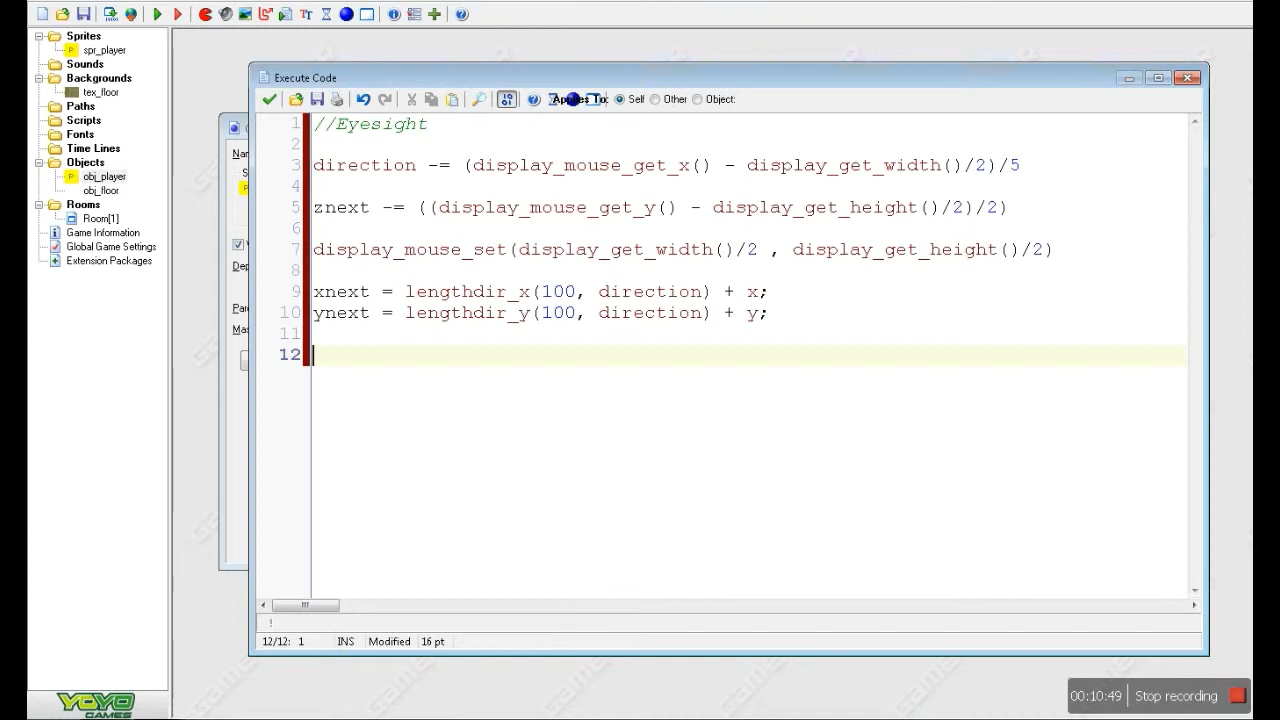 Sprites
spr_player
Sounds
Backgrounds
tex_floor
Paths
Scripts
Fonts
Time Lines
Objects
obj_player
obj_floor
Rooms
Room[1]
Game Information
Global Game Settings
Extension Packages
YOYO
GAMES
Execute Code
Applies To: Self Other Object
1 //Eyesight
2
3 direction -= (display_mouse_get_x() - display_get_width()/2)/5
4
5 znext -= ((display_mouse_get_y() - display_get_height()/2)/2)
6
7 display_mouse_set(display_get_width()/2 , display_get_height()/2)
8
9 xnext = lengthdir_x(100, direction) + x;
10 ynext = lengthdir_y(100, direction) + y;
11
12
12/12: 1 INS Modified 16 pt
00:10:49 Stop recording